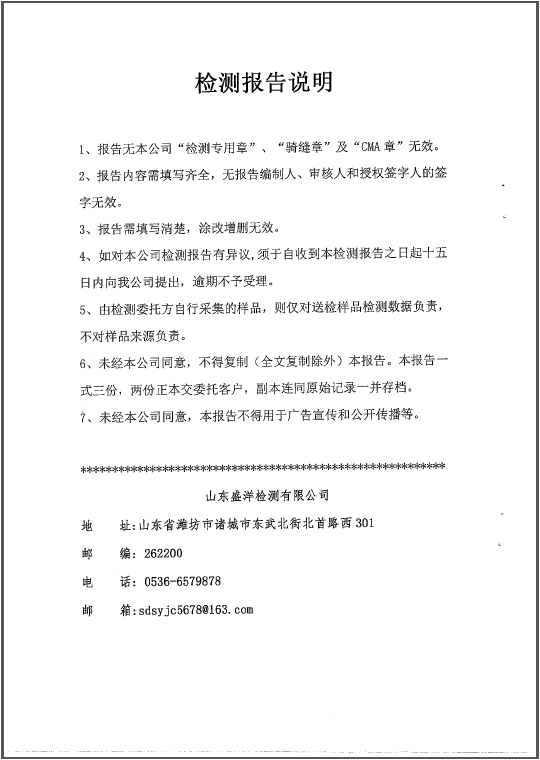 检测报告说明
1、报告无本公司“检测专用章”、“骑缝章”及“CMA 章”无效。
2、报告内容需填写齐全，无报告编制人、审核人和授权签字人的签
字无效。
3、报告需填写清楚，涂改增删无效。
4、如对本公司检测报告有异议,须于自收到本检测报告之日起十五
日内向我公司提出，逾期不予受理。
5、由检测委托方自行采集的样品，则仅对送检样品检测数据负责，
不对样品来源负责。
6、未经本公司同意，不得复制（全文复制除外）本报告。本报告一
式三份，两份正本交委托客户，副本连同原始记录一并存档。
7、未经本公司同意，本报告不得用于广告宣传和公开传播等。
**********************************************************
山东盛洋检测有限公司
地 址:山东省潍坊市诸城市东武北街北首路西 301
邮 编: 262200
电 话: 0536-6579878
邮 箱:sdsyjc5678@163.com